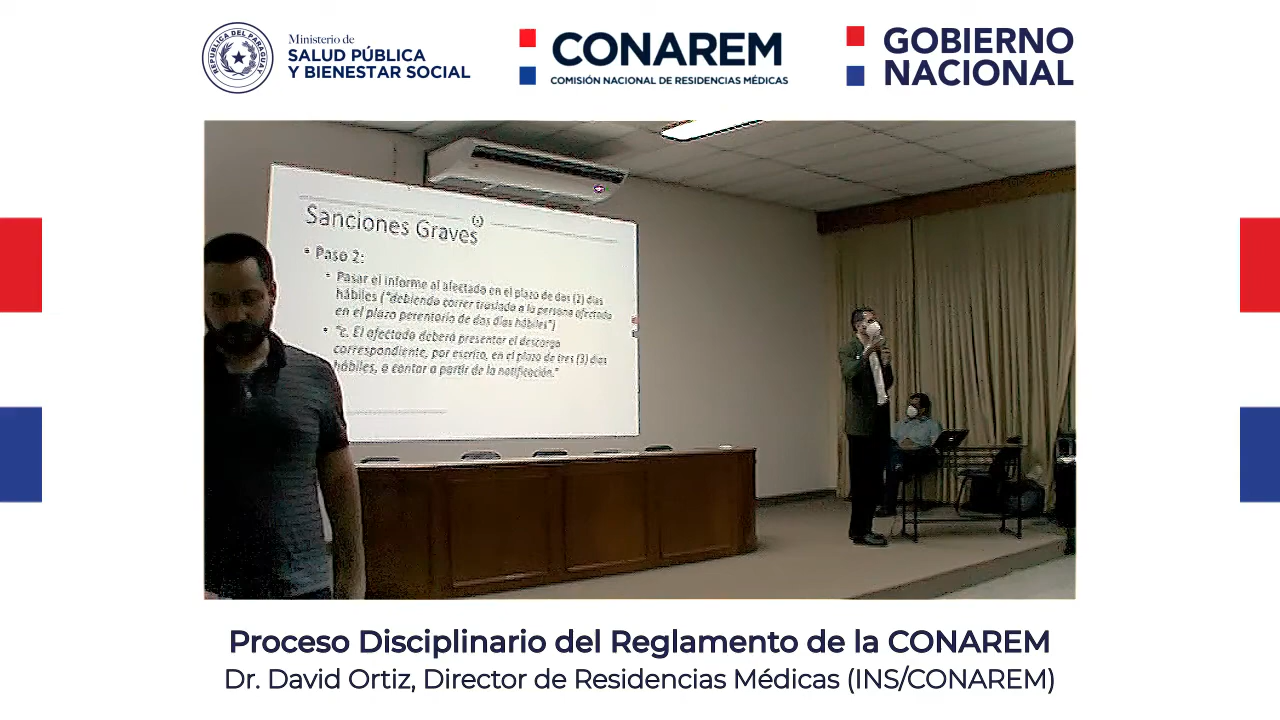 REPUBLICA DEL PARAGUAY
Ministerio de
SALUD PÚBLICA
Y BIENESTAR SOCIAL
CONAREM
COMISIÓN NACIONAL DE RESIDENCIAS MÉDICAS
GOBIERNO
NACIONAL
Sanciones Graves
• Paso 2:
• Pasar el informe al afectado en el plazo de dos (2) días
hábiles ("debiendo correr traslado a la persona afectada
en el plazo perentorio de dos días hábiles")
• "c. El afectado deberá presentar el descargo
correspondiente, por escrito, en el plazo de tres (3) días
hábiles, a contar a partir de la notificación."
Proceso Disciplinario del Reglamento de la CONAREM
Dr. David Ortiz, Director de Residencias Médicas (INS/CONAREM)